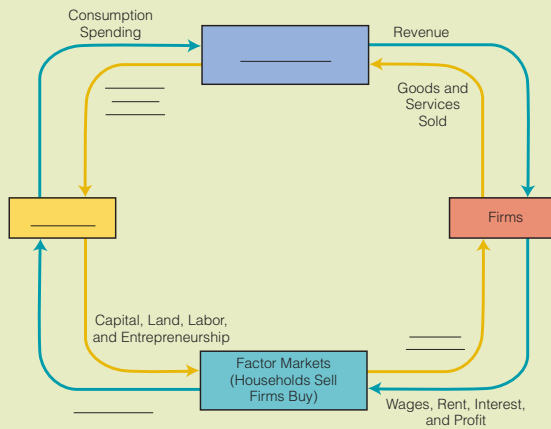 Consumption
Spending
Revenue
Goods and
Services
Sold
Firms
Capital, Land, Labor,
and Entrepreneurship
Factor Markets
(Households Sell
Firms Buy)
Wages, Rent, Interest,
and Profit